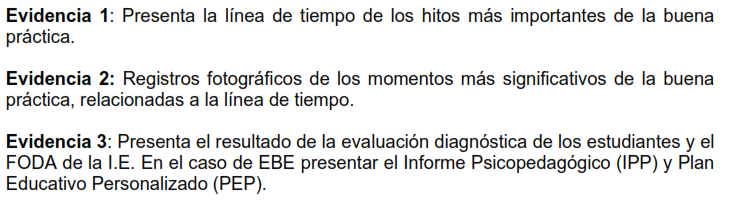 Evidencia 1: Presenta la línea de tiempo de los hitos más importantes de la buena
práctica.
Evidencia 2: Registros fotográficos de los momentos más significativos de la buena
práctica, relacionadas a la línea de tiempo.
Evidencia 3: Presenta el resultado de la evaluación diagnóstica de los estudiantes y el
FODA de la I.E. En el caso de EBE presentar el Informe Psicopedagógico (IPP) y Plan
Educativo Personalizado (PEP).